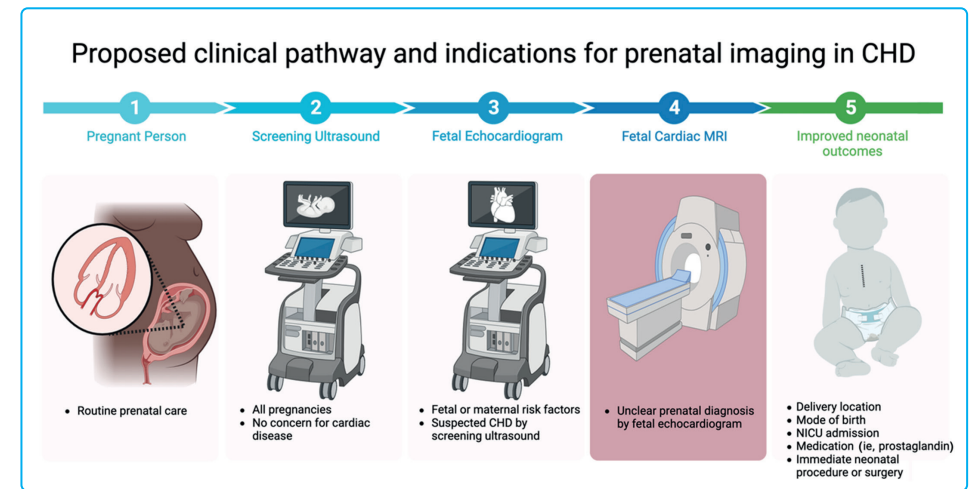 Proposed clinical pathway and indications for prenatal imaging in CHD
1
2
3
4
5
Pregnant Person
Screening Ultrasound
Fetal Echocardiogram
Fetal Cardiac MRI
Improved neonatal
outcomes
• Routine prenatal care
• All pregnancies
• No concern for cardiac
disease
• Fetal or maternal risk factors
• Suspected CHD by
screening ultrasound
• Unclear prenatal diagnosis
by fetal echocardiogram
• Delivery location
• Mode of birth
• NICU admission
• Medication (ie, prostaglandin)
• Immediate neonatal
procedure or surgery